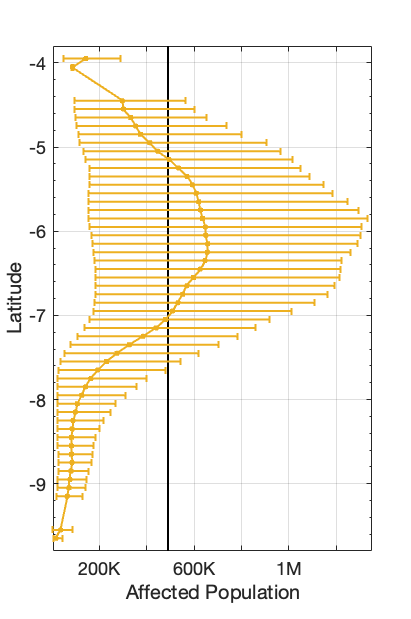 -4
-5
-6
-7
-8
-9
Latitude
200K 600K 1M
Affected Population